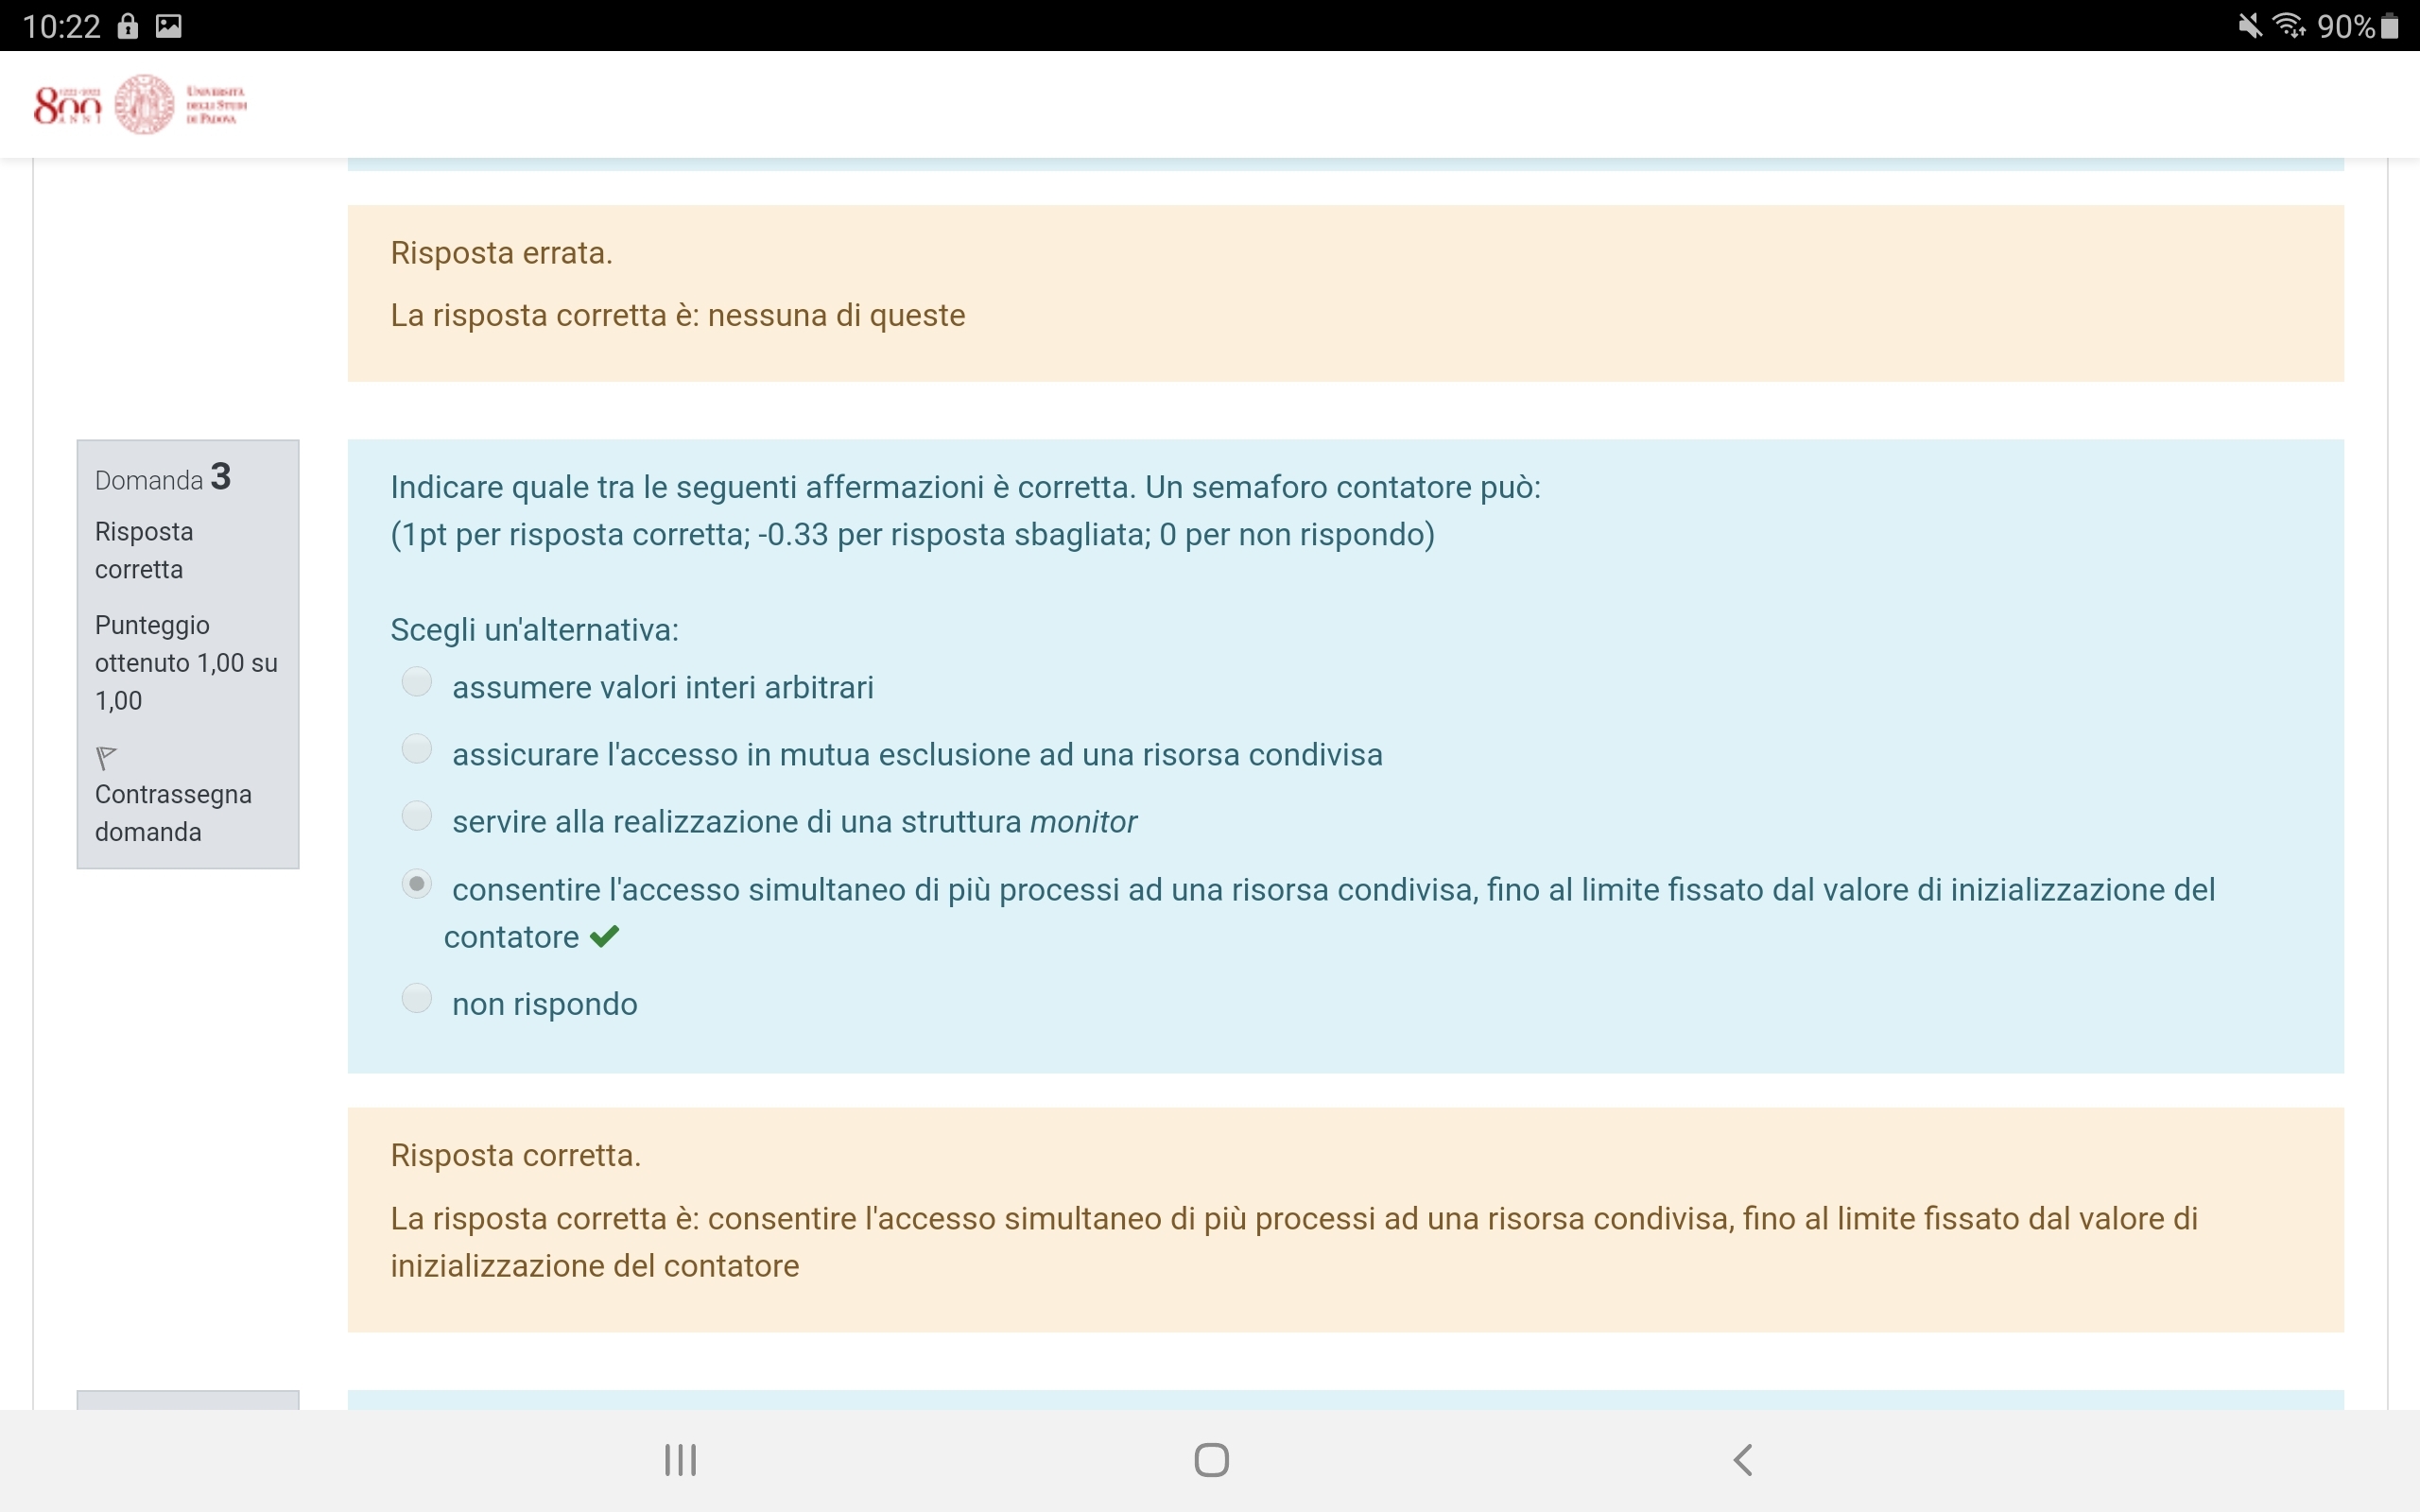 10:22
90%
800 1222·2022
ANNI
UNIVERSITÀ
DEGLI STUDI
DI PADOVA
Risposta errata.
La risposta corretta è: nessuna di queste
Domanda 3
Risposta
corretta
Punteggio
ottenuto 1,00 su
1,00
Contrassegna
domanda
Indicare quale tra le seguenti affermazioni è corretta. Un semaforo contatore può:
(1pt per risposta corretta; -0.33 per risposta sbagliata; 0 per non rispondo)
Scegli un'alternativa:
assumere valori interi arbitrari
assicurare l'accesso in mutua esclusione ad una risorsa condivisa
servire alla realizzazione di una struttura monitor
consentire l'accesso simultaneo di più processi ad una risorsa condivisa, fino al limite fissato dal valore di inizializzazione del
contatore
non rispondo
Risposta corretta.
La risposta corretta è: consentire l'accesso simultaneo di più processi ad una risorsa condivisa, fino al limite fissato dal valore di
inizializzazione del contatore